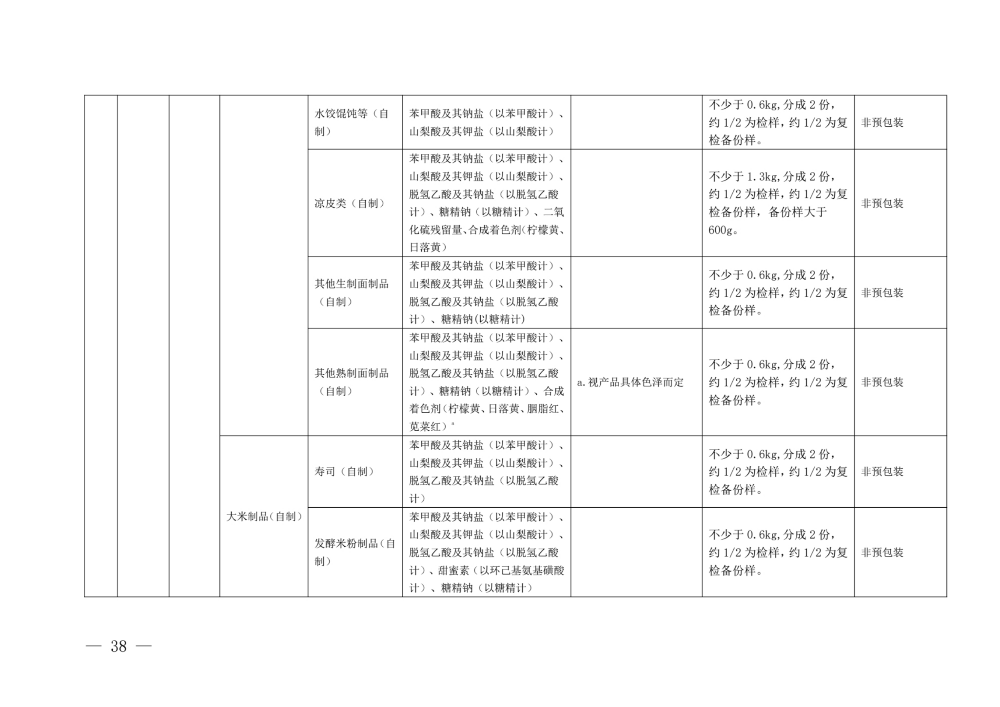 水饺馄饨等（自
制）
苯甲酸及其钠盐（以苯甲酸计）、
山梨酸及其钾盐（以山梨酸计）
不少于 0.6kg,分成 2 份，
约 1/2 为检样，约 1/2 为复
检备份样。
非预包装
凉皮类（自制）
苯甲酸及其钠盐（以苯甲酸计）、
山梨酸及其钾盐（以山梨酸计）、
脱氢乙酸及其钠盐（以脱氢乙酸
计）、糖精钠（以糖精计）、二氧
化硫残留量、合成着色剂（柠檬黄、
日落黄）
不少于 1.3kg,分成 2 份，
约 1/2 为检样，约 1/2 为复
检备份样，备份样大于
600g。
非预包装
其他生制面制品
（自制）
苯甲酸及其钠盐（以苯甲酸计）、
山梨酸及其钾盐（以山梨酸计）、
脱氢乙酸及其钠盐（以脱氢乙酸
计）、糖精钠(以糖精计)
不少于 0.6kg,分成 2 份，
约 1/2 为检样，约 1/2 为复
检备份样。
非预包装
其他熟制面制品
（自制）
苯甲酸及其钠盐（以苯甲酸计）、
山梨酸及其钾盐（以山梨酸计）、
脱氢乙酸及其钠盐（以脱氢乙酸
计）、糖精钠（以糖精计）、合成
着色剂（柠檬黄、日落黄、胭脂红、
苋菜红）ᵃ
a.视产品具体色泽而定
不少于 0.6kg,分成 2 份，
约 1/2 为检样，约 1/2 为复
检备份样。
非预包装
大米制品（自制）
寿司（自制）
苯甲酸及其钠盐（以苯甲酸计）、
山梨酸及其钾盐（以山梨酸计）、
脱氢乙酸及其钠盐（以脱氢乙酸
计）
不少于 0.6kg,分成 2 份，
约 1/2 为检样，约 1/2 为复
检备份样。
非预包装
发酵米粉制品（自
制）
苯甲酸及其钠盐（以苯甲酸计）、
山梨酸及其钾盐（以山梨酸计）、
脱氢乙酸及其钠盐（以脱氢乙酸
计）、甜蜜素（以环己基氨基磺酸
计）、糖精钠（以糖精计）
不少于 0.6kg,分成 2 份，
约 1/2 为检样，约 1/2 为复
检备份样。
非预包装
— 38 —